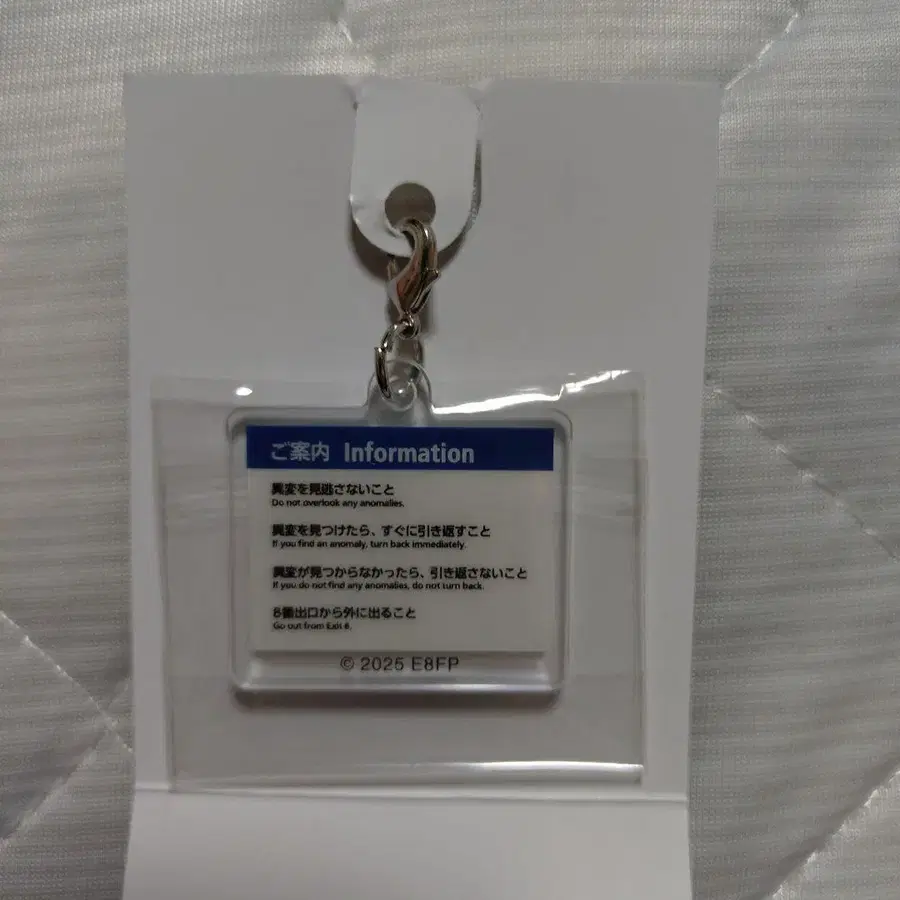 ご案内 Information
異変を見逃さないこと
Do not overlook any anomalies.
異変を見つけたら、すぐに引き返すこと
If you find an anomaly, turn back immediately.
異変が見つからなかったら、引き返さないこと
If you do not find any anomalies, do not turn back.
8番出口から外に出ること
Go out from Exit 8.
© 2025 E8FP